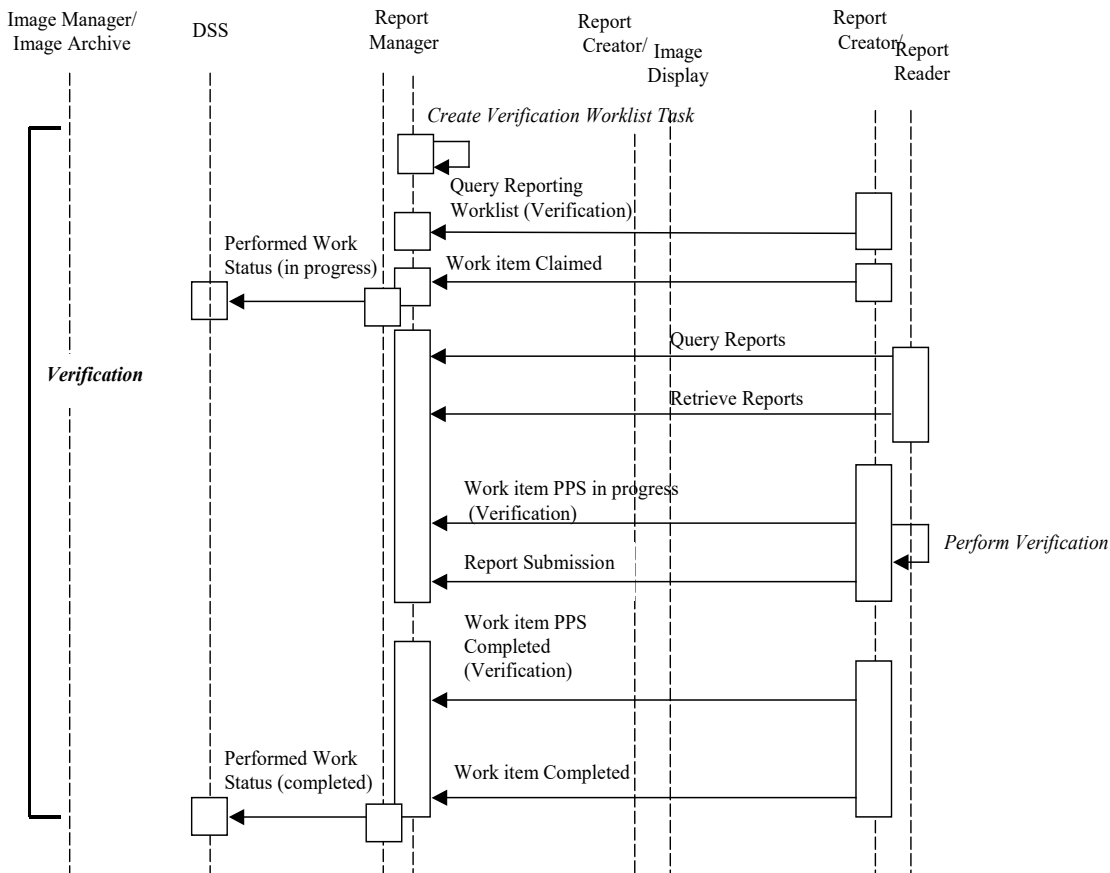 Image Manager/
Image Archive
DSS
Report
Manager
Report
Creator/
Image
Display
Report
Creator/
Report
Reader
Create Verification Worklist Task
Query Reporting
Worklist (Verification)
Performed Work
Status (in progress)
Work item Claimed
Query Reports
Verification
Retrieve Reports
Work item PPS in progress
(Verification)
Perform Verification
Report Submission
Work item PPS
Completed
(Verification)
Performed Work
Status (completed)
Work item Completed